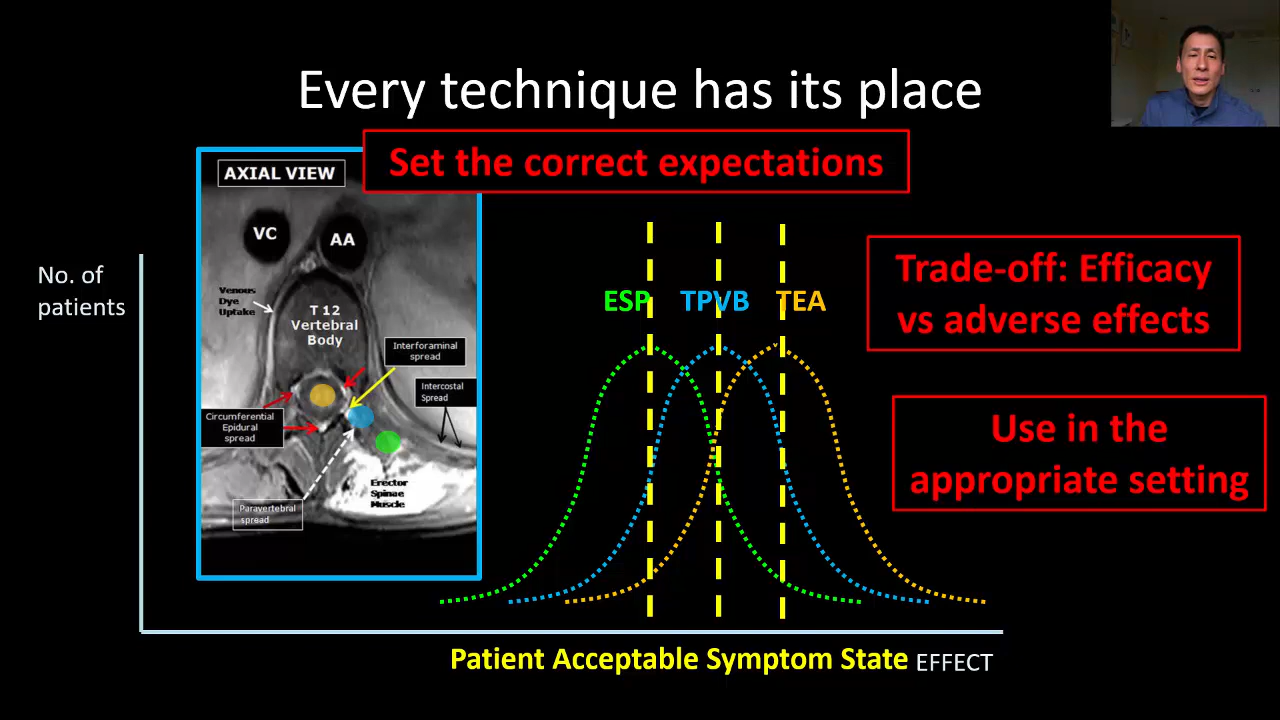 Every technique has its place
Set the correct expectations
AXIAL VIEW
VC
AA
Venous
Dye
Uptake
T 12
Vertebral
Body
Interforaminal
spread
Intercostal
Spread
Circumferential
Epidural
spread
Erector
Spinae
Muscle
Paravertebral
spread
No. of
patients
ESP
TPVB
TEA
Trade-off: Efficacy
vs adverse effects
Use in the
appropriate setting
Patient Acceptable Symptom State EFFECT